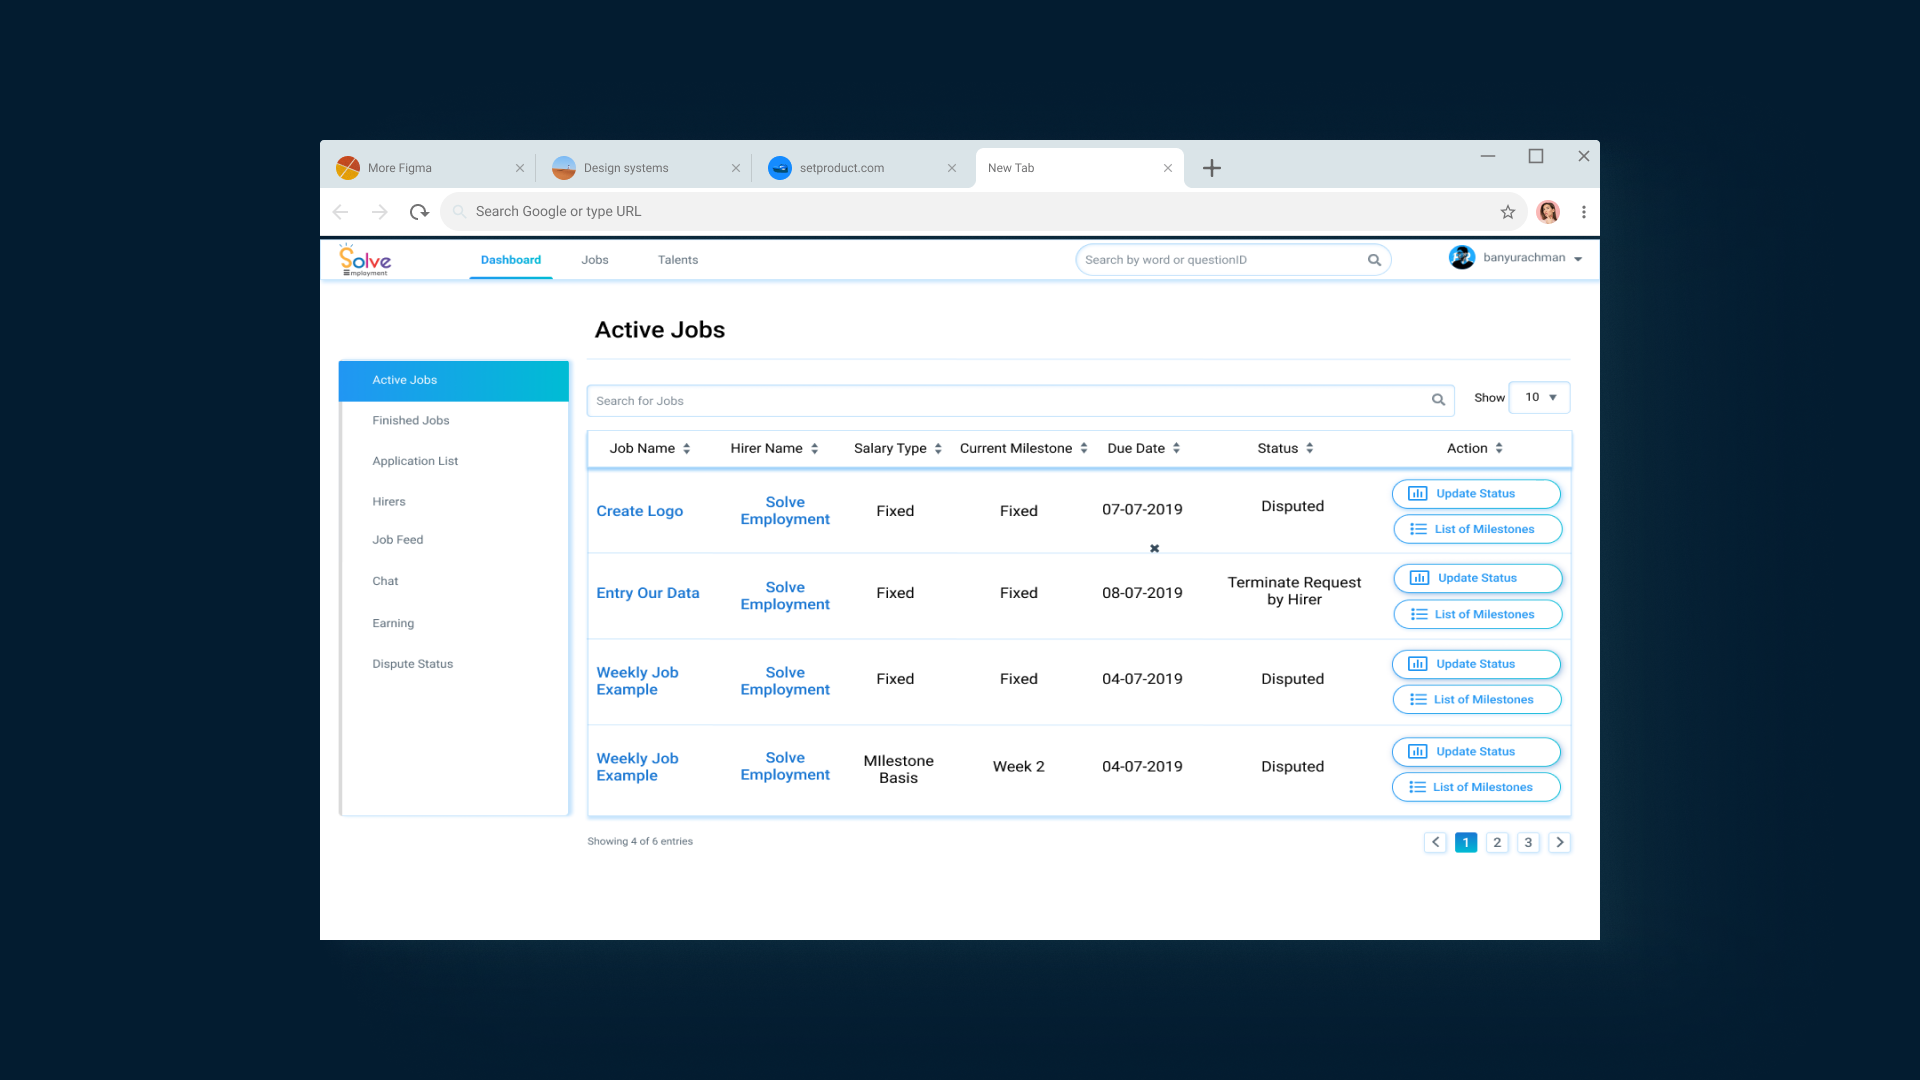 More Figma
Design systems
setproduct.com
New Tab
Search Google or type URL
Solve
Employment
Dashboard
Jobs
Talents
Search by word or questionID
banyurachman
Active Jobs
Active Jobs
Finished Jobs
Application List
Hirers
Job Feed
Chat
Earning
Dispute Status
Search for Jobs
Show
10
Job Name
Hirer Name
Salary Type
Current Milestone
Due Date
Status
Action
Create Logo
Solve
Employment
Fixed
Fixed
07-07-2019
Disputed
Update Status
List of Milestones
Entry Our Data
Solve
Employment
Fixed
Fixed
08-07-2019
Terminate Request
by Hirer
Update Status
List of Milestones
Weekly Job
Example
Solve
Employment
Fixed
Fixed
04-07-2019
Disputed
Update Status
List of Milestones
Weekly Job
Example
Solve
Employment
MIlestone
Basis
Week 2
04-07-2019
Disputed
Update Status
List of Milestones
Showing 4 of 6 entries
1
2
3